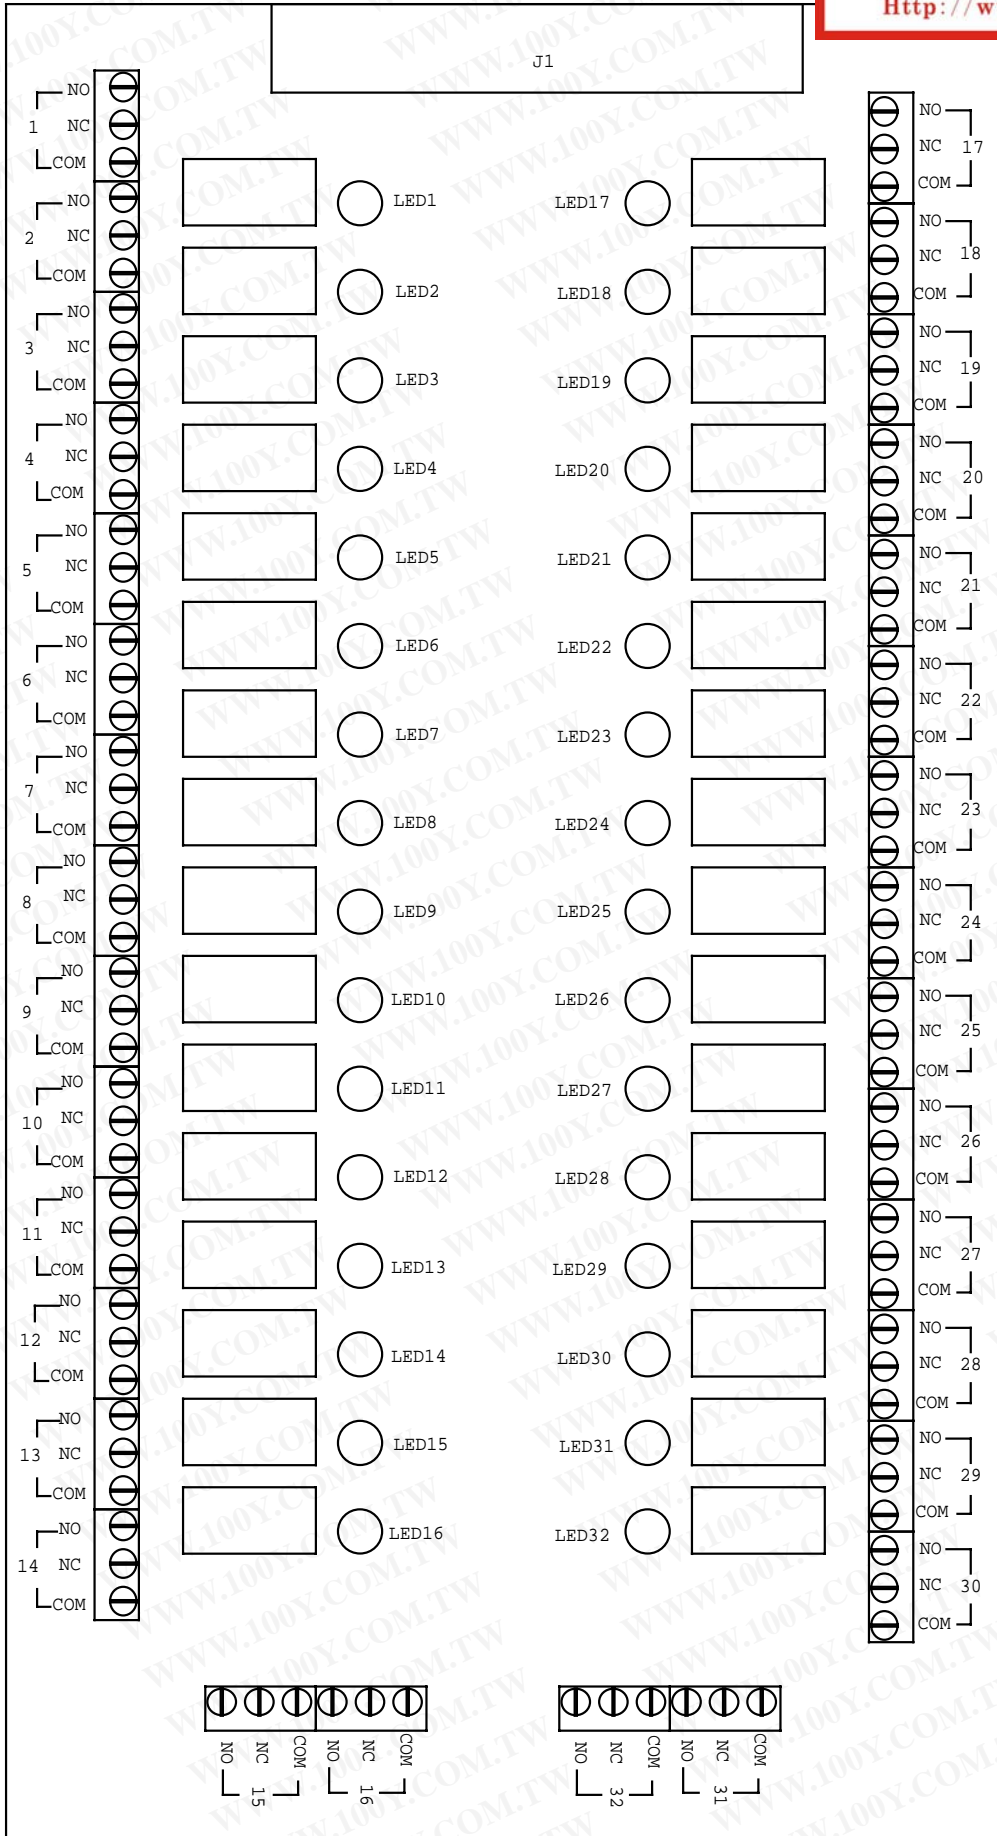 Http://w
J1
NO
1 NC
COM
NO
2 NC
COM
NO
3 NC
COM
NO
4 NC
COM
NO
5 NC
COM
NO
6 NC
COM
NO
7 NC
COM
NO
8 NC
COM
NO
9 NC
COM
NO
10 NC
COM
NO
11 NC
COM
NO
12 NC
COM
NO
13 NC
COM
NO
14 NC
COM
LED1
LED2
LED3
LED4
LED5
LED6
LED7
LED8
LED9
LED10
LED11
LED12
LED13
LED14
LED15
LED16
LED17
LED18
LED19
LED20
LED21
LED22
LED23
LED24
LED25
LED26
LED27
LED28
LED29
LED30
LED31
LED32
NO
NC 17
COM
NO
NC 18
COM
NO
NC 19
COM
NO
NC 20
COM
NO
NC 21
COM
NO
NC 22
COM
NO
NC 23
COM
NO
NC 24
COM
NO
NC 25
COM
NO
NC 26
COM
NO
NC 27
COM
NO
NC 28
COM
NO
NC 29
COM
NO
NC 30
COM
NO NC COM NO NC COM
15 16
NO NC COM NO NC COM
32 31
WWW.100Y.COM.TW